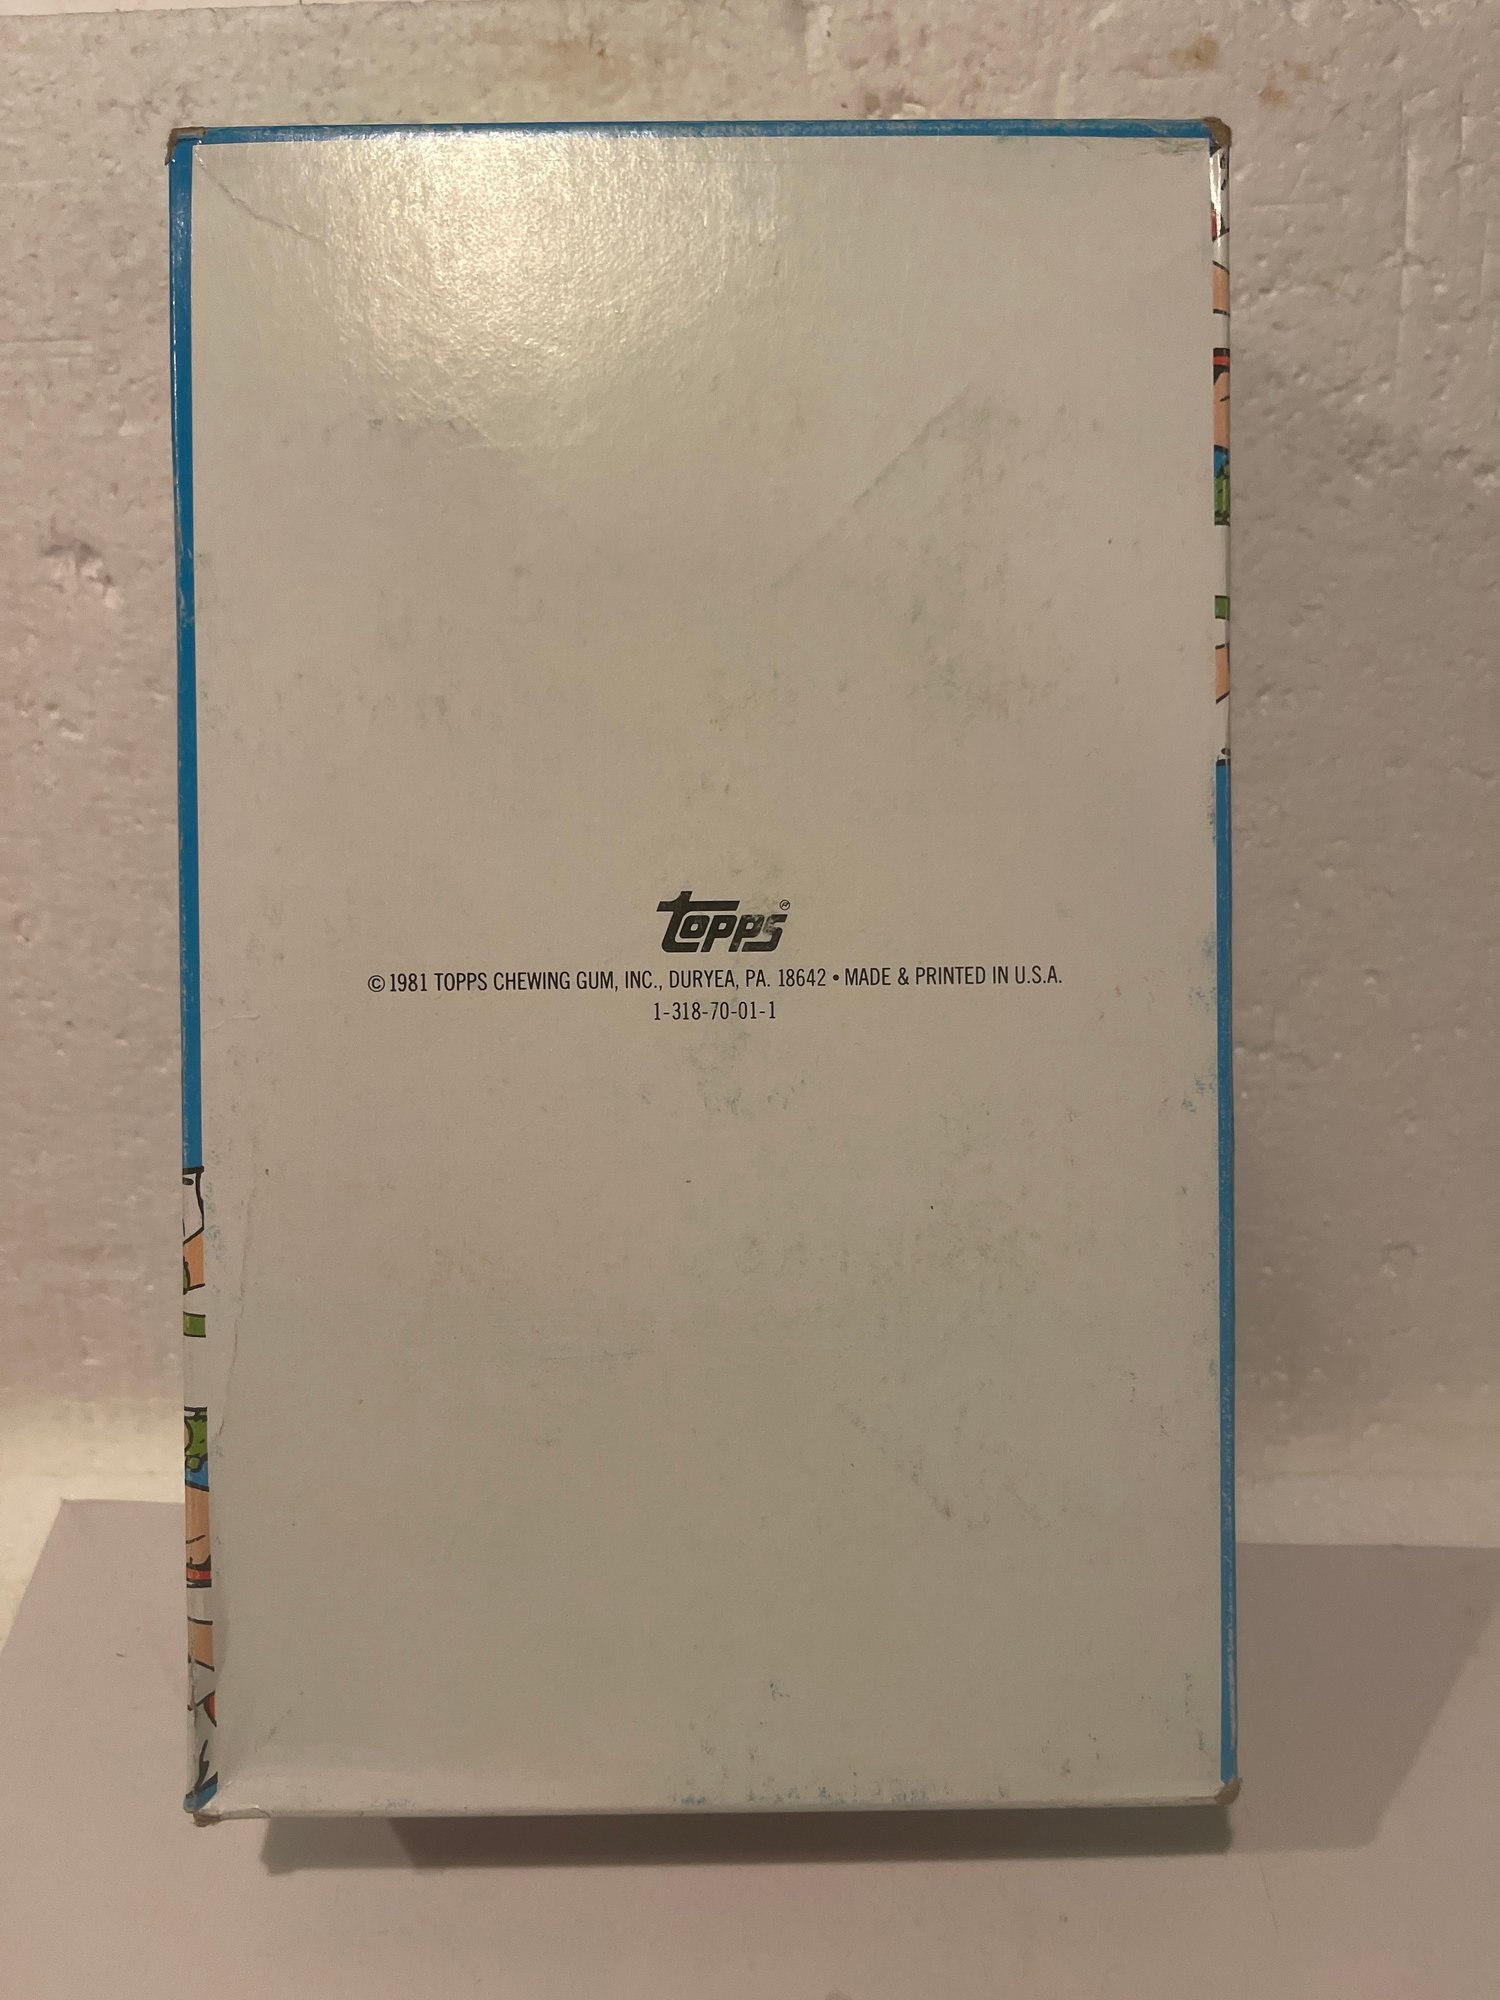 topps®
© 1981 TOPPS CHEWING GUM, INC., DURYEA, PA. 18642 • MADE & PRINTED IN U.S.A.
1-318-70-01-1